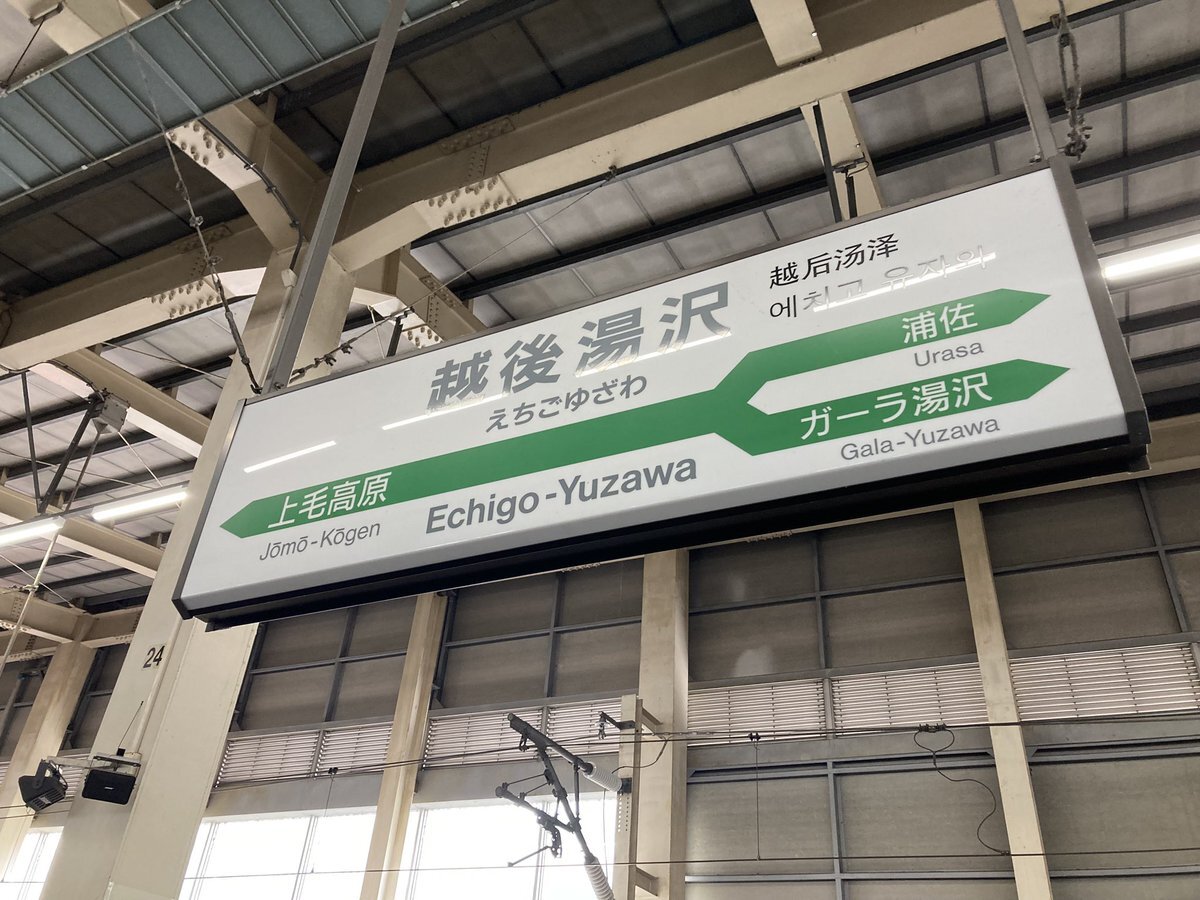 越後湯沢
えちごゆざわ
Echigo-Yuzawa
越后汤泽
에치고 유자와
上毛高原
Jōmō-Kōgen
浦佐
Urasa
ガーラ湯沢
Gala-Yuzawa
24